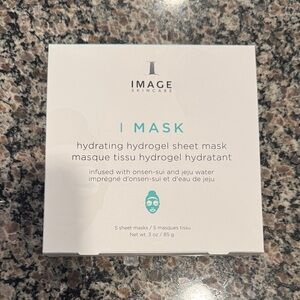 I
IMAGE
SKINCARE
I MASK
hydrating hydrogel sheet mask
masque tissu hydrogel hydratant
infused with onsen-sui and jeju water
imprégné d'onsen-sui et d'eau de jeju
5 sheet masks / 5 masques tissu
Net wt. 3 oz / 85 g